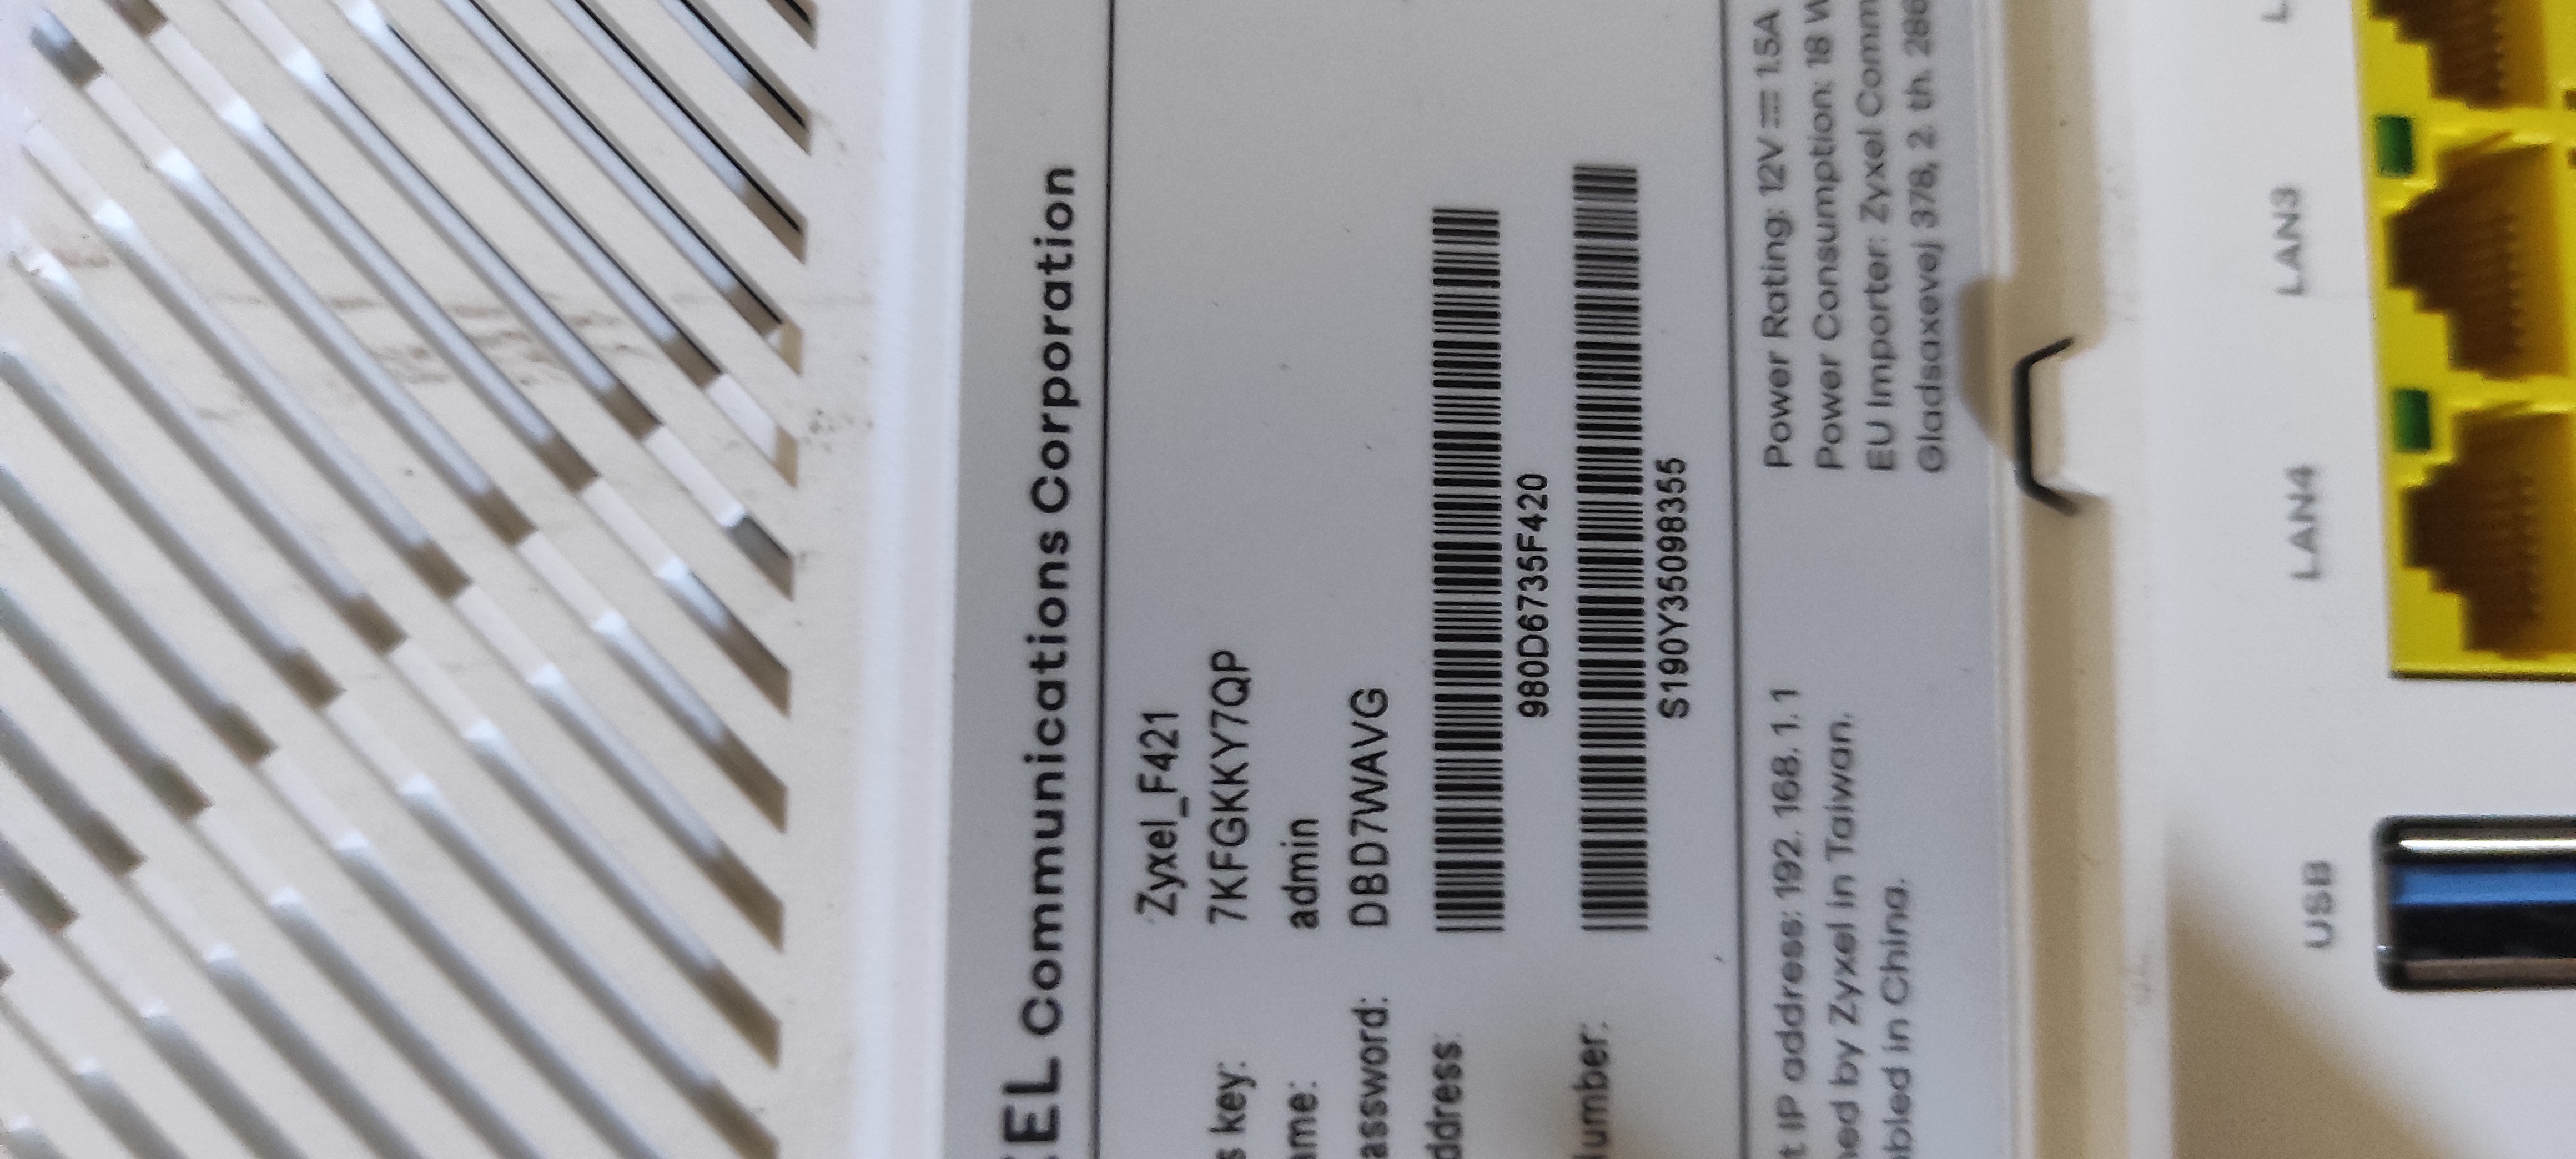 EL Communications Corporation
Zyxel_F421
s key: 7KFGKKY7QP
ame: admin
assword: DBD7WAVG
ddress:
980D6735F420
umber:
S190Y35098355
t IP address: 192.168.1.1
ned by Zyxel in Taiwan.
bled in China.
Power Rating: 12V ⎓ 1.5A
Power Consumption: 18 W
EU Importer: Zyxel Comm
Gladsaxevej 378, 2. th. 286
USB
LAN4
LAN3
L